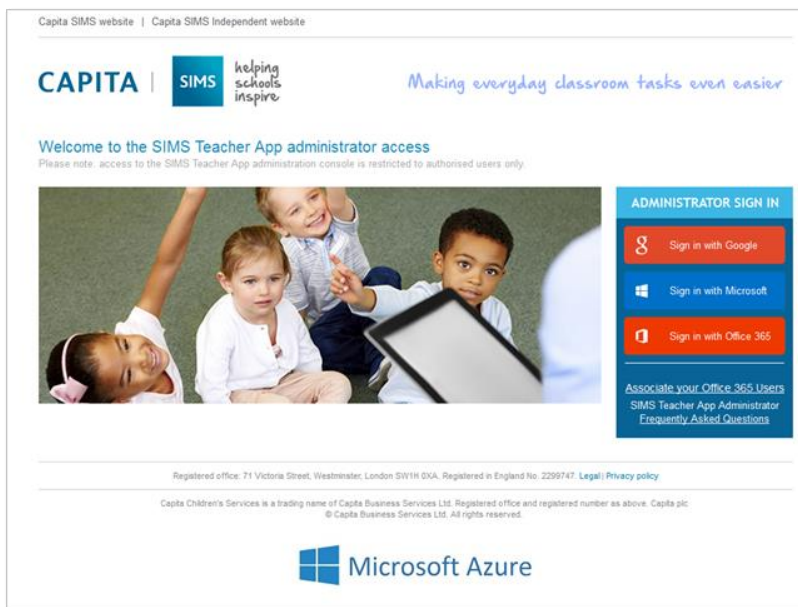 Capita SIMS website | Capita SIMS Independent website
CAPITA | SIMS helping
schools
inspire
Making everyday classroom tasks even easier
Welcome to the SIMS Teacher App administrator access
Please note. access to the SIMS Teacher App administration console is restricted to authorised users only.
ADMINISTRATOR SIGN IN
8 Sign in with Google
Sign in with Microsoft
Sign in with Office 365
Associate your Office 365 Users
SIMS Teacher App Administrator
Frequently Asked Questions
Registered office: 71 Victoria Street, Westminster, London SW1H 0XA. Registered in England No. 2299747. Legal | Privacy policy
Capita Children's Services is a trading name of Capita Business Services Ltd. Registered office and registered number as above. Capita plc
© Capita Business Services Ltd. All rights reserved.
Microsoft Azure